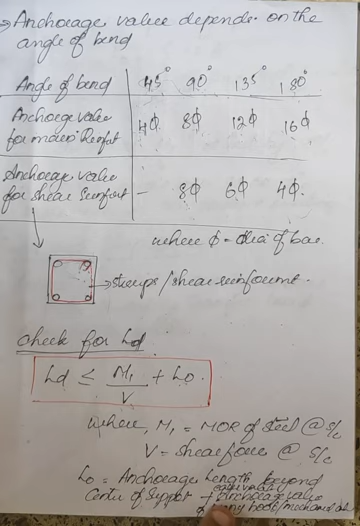 → Anchorage value depends on the
angle of bend
Angle of bend 45° 90° 135° 180°
Anchorage value
for main Reinft 4ϕ 8ϕ 12ϕ 16ϕ
Anchorage value
for shear reinfort - 8ϕ 6ϕ 4ϕ
where ϕ = dia of bar
→ stirrups/shear reinforcmt.
check for Ld
Ld ≤ M₁/V + Lo.
where, M₁ = MOR of steel @ s/c
V = shear force @ s/c
Lo = Anchorage Length beyond
equivalent
Center of Support + anchorage value
of any hook/mechanical